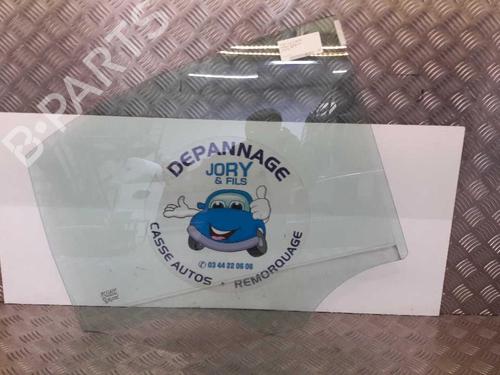 B-PARTS
DEPANNAGE
JORY
& FILS
CASSE AUTOS • REMORQUAGE
03 44 22 06 06